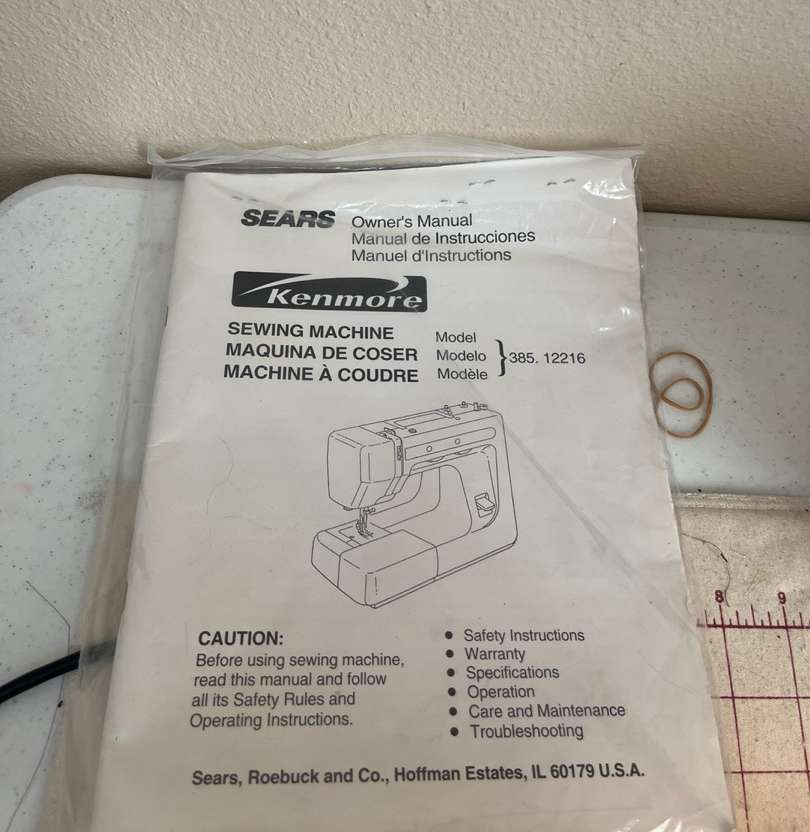 SEARS Owner's Manual
Manual de Instrucciones
Manuel d'Instructions
Kenmore
SEWING MACHINE Model
MAQUINA DE COSER Modelo } 385. 12216
MACHINE À COUDRE Modèle
CAUTION:
Before using sewing machine,
read this manual and follow
all its Safety Rules and
Operating Instructions.
• Safety Instructions
• Warranty
• Specifications
• Operation
• Care and Maintenance
• Troubleshooting
Sears, Roebuck and Co., Hoffman Estates, IL 60179 U.S.A.
8 9